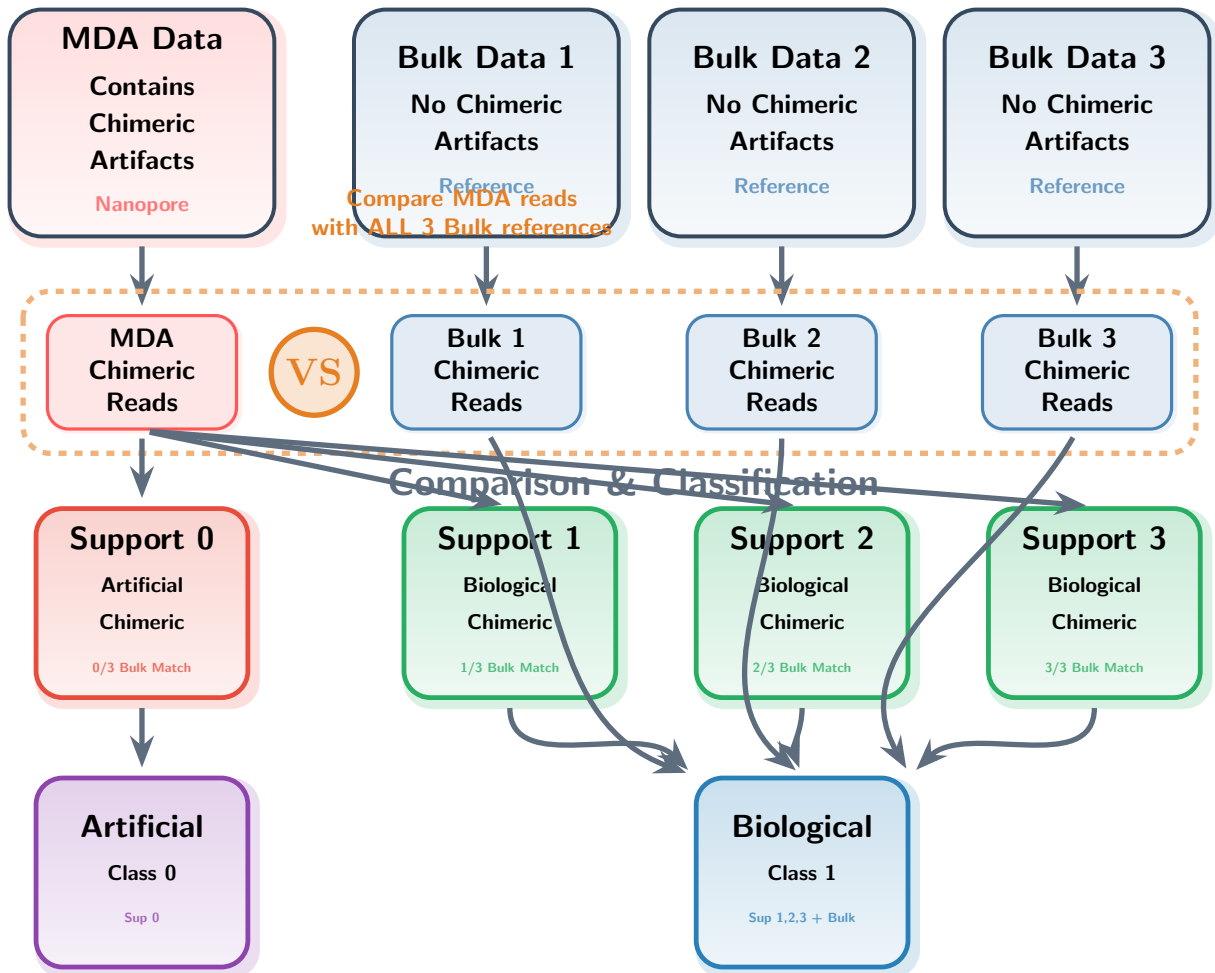 MDA Data
Contains
Chimeric
Artifacts
Nanopore
Bulk Data 1
No Chimeric
Artifacts
Reference
Bulk Data 2
No Chimeric
Artifacts
Reference
Bulk Data 3
No Chimeric
Artifacts
Reference
Compare MDA reads
with ALL 3 Bulk references
MDA
Chimeric
Reads
VS
Bulk 1
Chimeric
Reads
Bulk 2
Chimeric
Reads
Bulk 3
Chimeric
Reads
Comparison & Classification
Support 0
Artificial
Chimeric
0/3 Bulk Match
Support 1
Biological
Chimeric
1/3 Bulk Match
Support 2
Biological
Chimeric
2/3 Bulk Match
Support 3
Biological
Chimeric
3/3 Bulk Match
Artificial
Class 0
Sup 0
Biological
Class 1
Sup 1,2,3 + Bulk